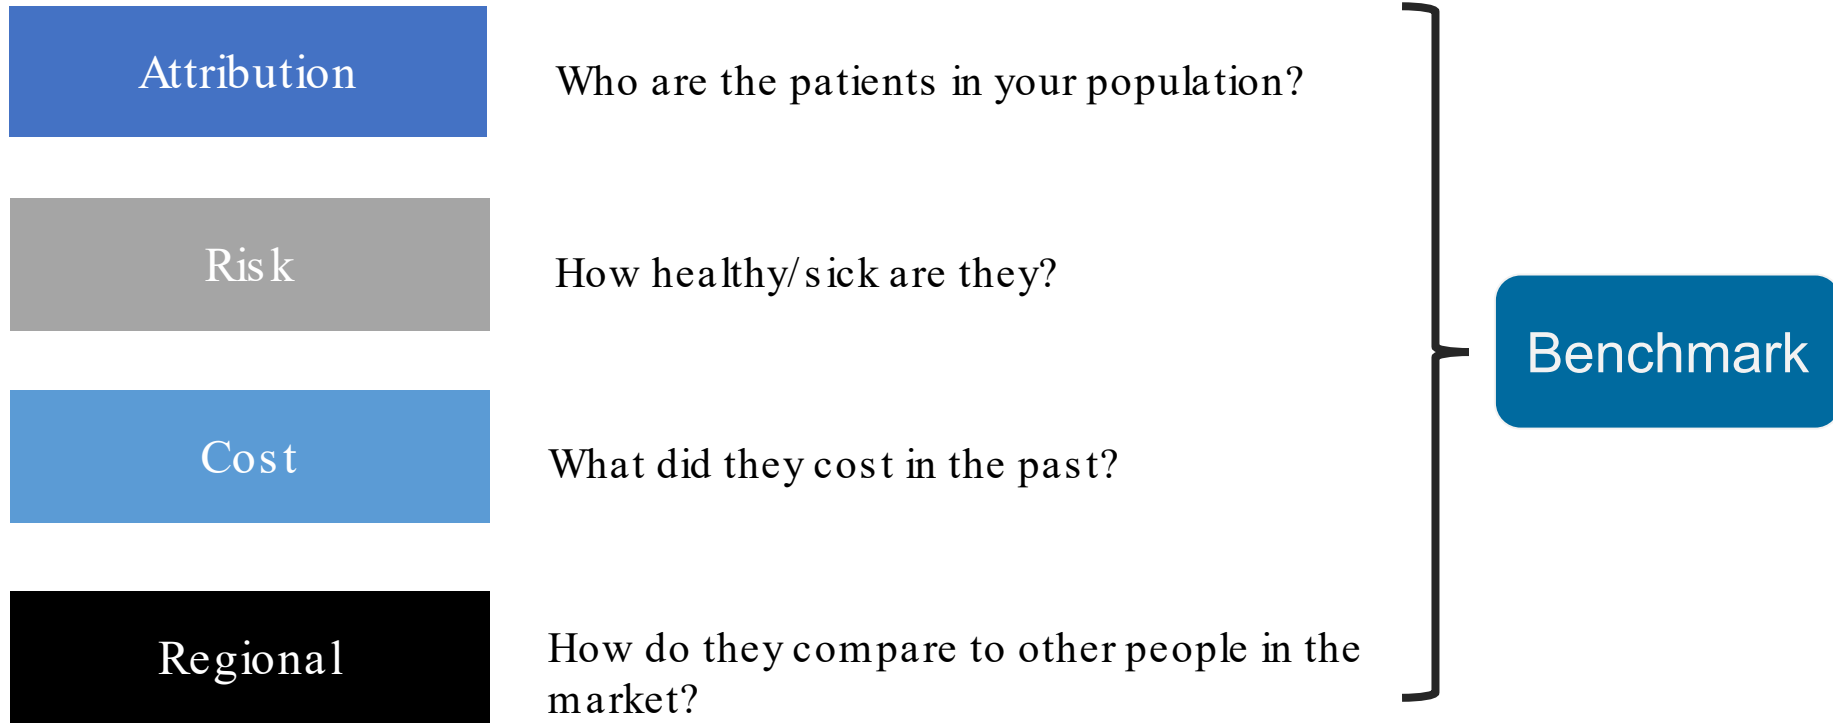 Attribution
Who are the patients in your population?
Risk
How healthy/sick are they?
Cost
What did they cost in the past?
Regional
How do they compare to other people in the
market?
Benchmark